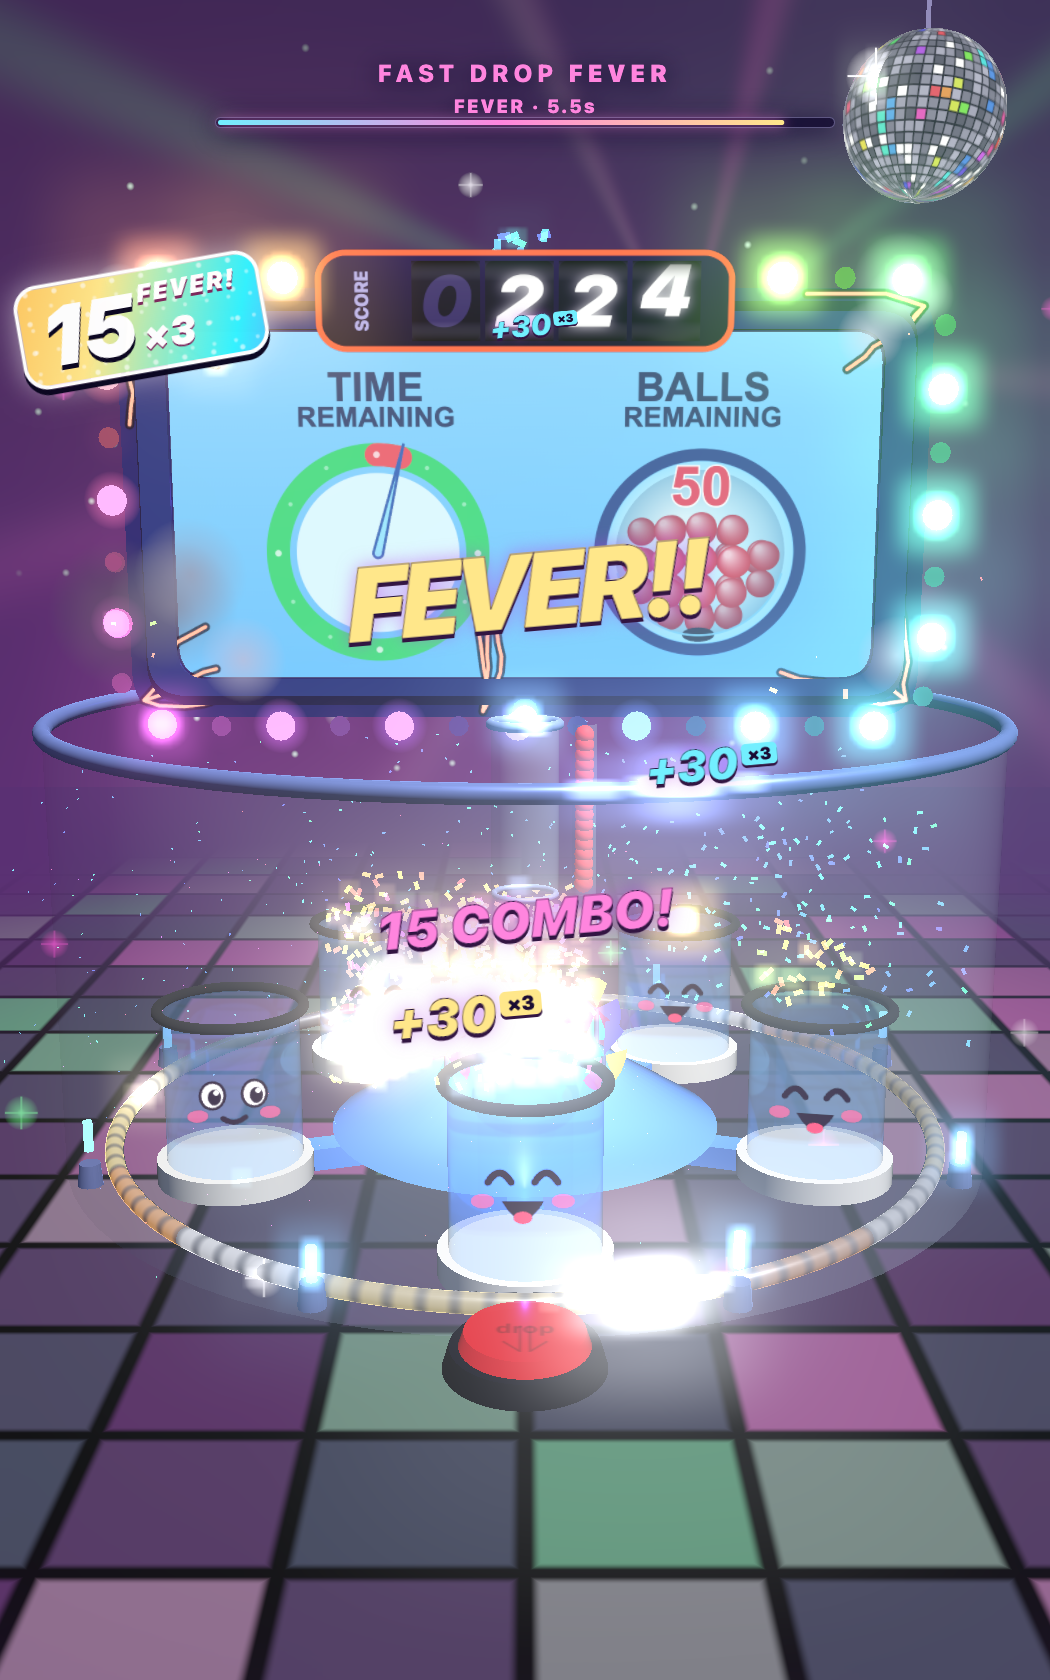 FAST DROP FEVER
FEVER · 5.5s
15 FEVER!
×3
SCORE
0224
+30 ×3
TIME
REMAINING
BALLS
REMAINING
50
FEVER!!
+30 ×3
15 COMBO!
+30 ×3
drop